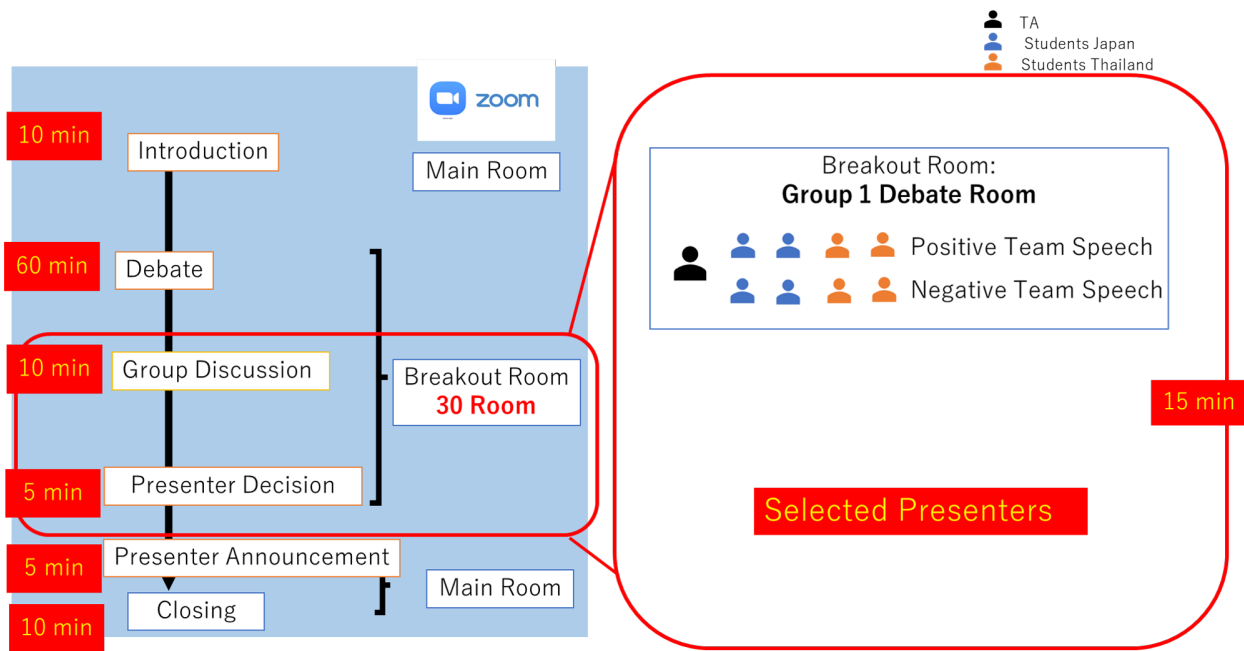 TA
Students Japan
Students Thailand
zoom
Main Room
10 min
Introduction
60 min
Debate
10 min
Group Discussion
Breakout Room
30 Room
5 min
Presenter Decision
5 min
Presenter Announcement
Main Room
Closing
10 min
Breakout Room:
Group 1 Debate Room
Positive Team Speech
Negative Team Speech
15 min
Selected Presenters